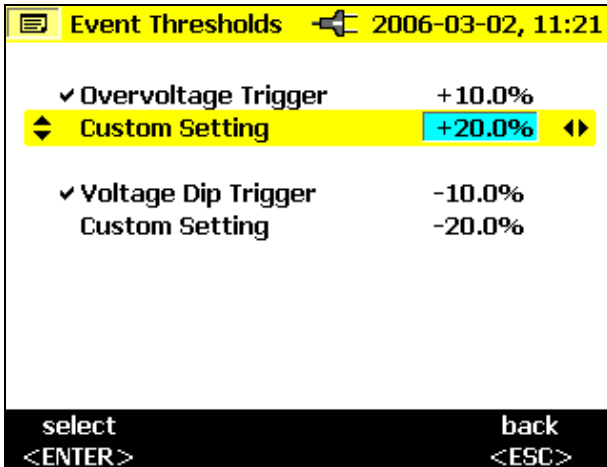 Event Thresholds 2006-03-02, 11:21
✓ Overvoltage Trigger +10.0%
Custom Setting +20.0%
✓ Voltage Dip Trigger -10.0%
Custom Setting -20.0%
select back
<ENTER> <ESC>